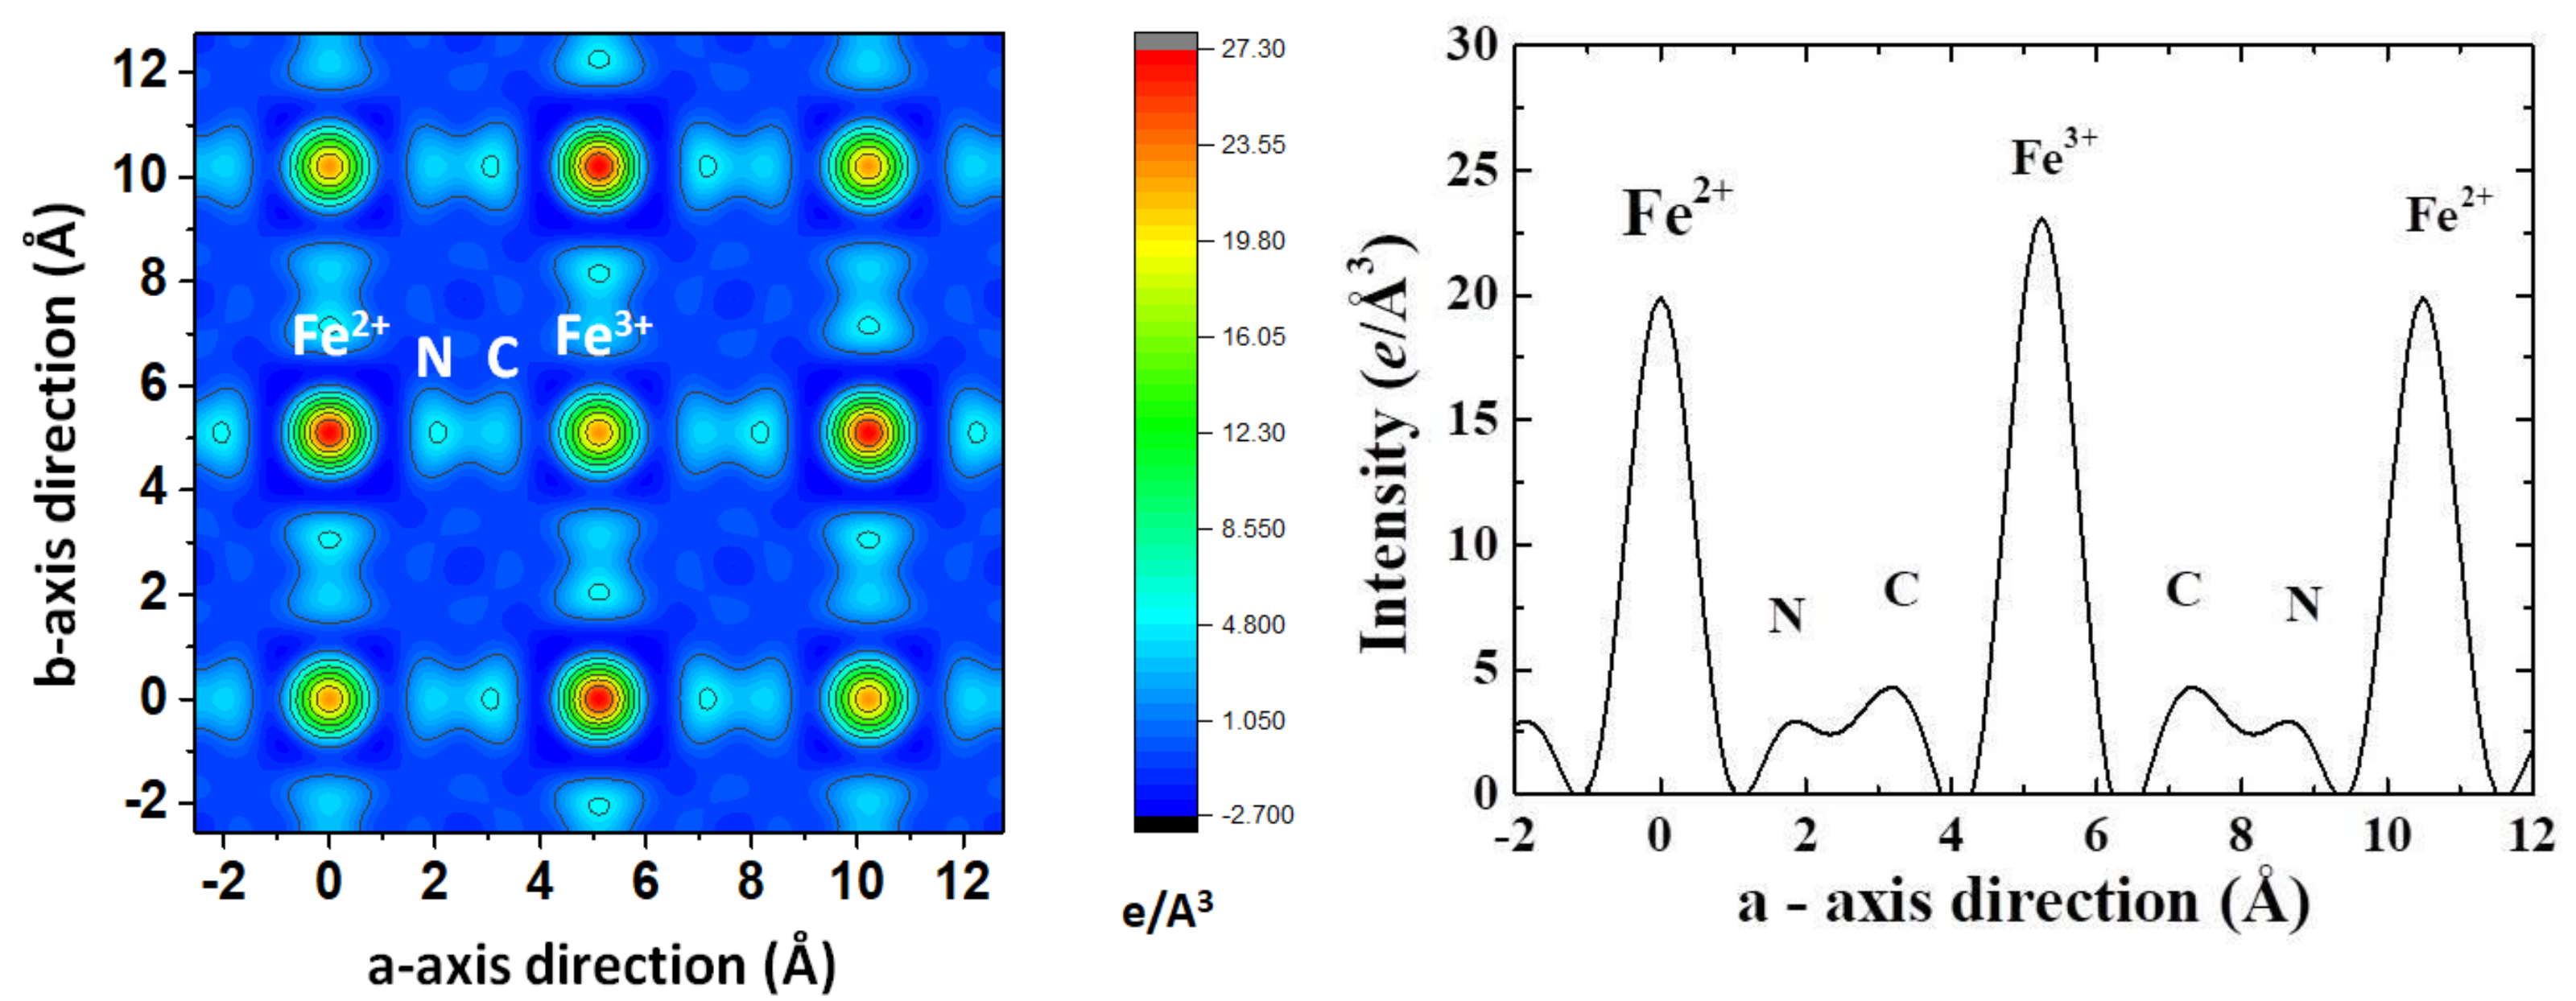 12
10
8
6
4
2
0
-2
b-axis direction (Å)
Fe²⁺ N C Fe³⁺
-2 0 2 4 6 8 10 12
a-axis direction (Å)
27.30
23.55
19.80
16.05
12.30
8.550
4.800
1.050
-2.700
e/A³
30
25
20
15
10
5
0
Intensity (e/Å³)
Fe²⁺
Fe³⁺
Fe²⁺
N
C
C
N
-2 0 2 4 6 8 10 12
a - axis direction (Å)